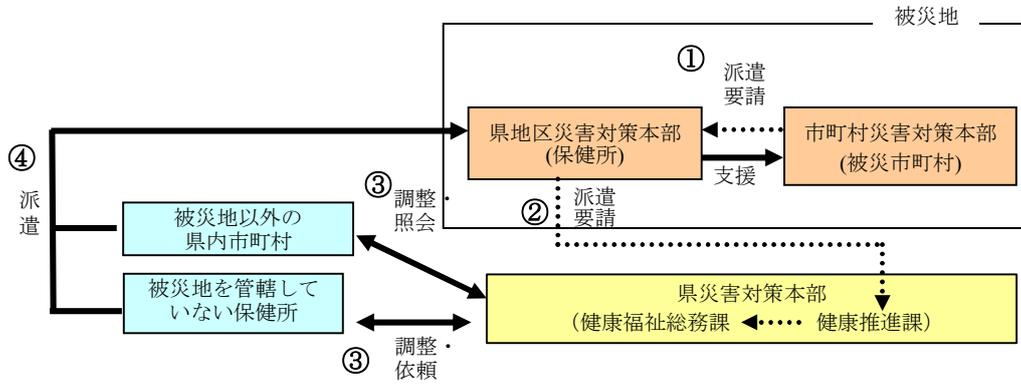 被災地
①
派遣
要請
県地区災害対策本部
(保健所)
市町村災害対策本部
(被災市町村)
支援
④
派
遣
③
調整・
照会
②
派遣
要請
被災地以外の
県内市町村
被災地を管轄して
いない保健所
③
調整・
依頼
県災害対策本部
(健康福祉総務課
健康推進課)